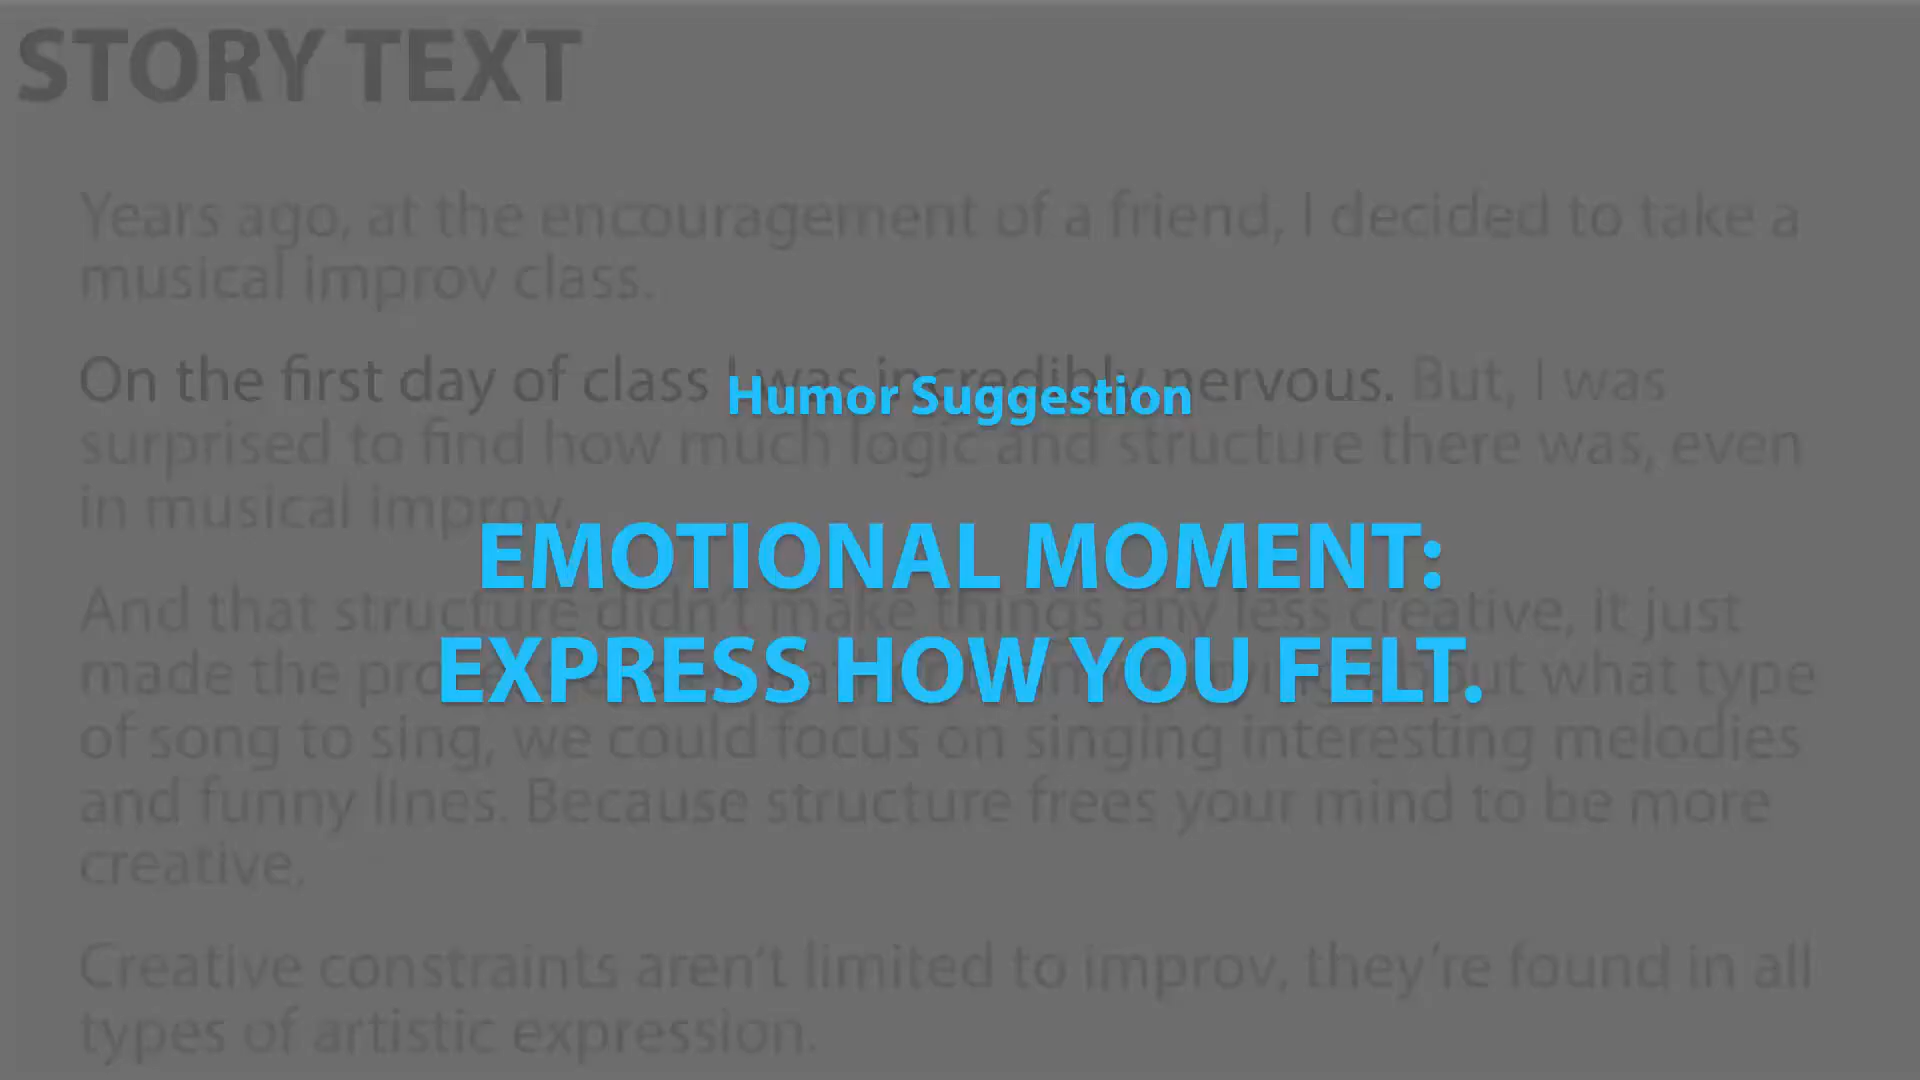 STORY TEXT
Years ago, at the encouragement of a friend, I decided to take a
musical improv class.
On the first day of class I was incredibly nervous. But, I was
Humor Suggestion
surprised to find how much logic and structure there was, even
in musical improv.
EMOTIONAL MOMENT:
And that structure didn't make things any less creative, it just
EXPRESS HOW YOU FELT.
made the what type
of song to sing, we could focus on singing interesting melodies
and funny lines. Because structure frees your mind to be more
creative.
Creative constraints aren't limited to improv, they're found in all
types of artistic expression.